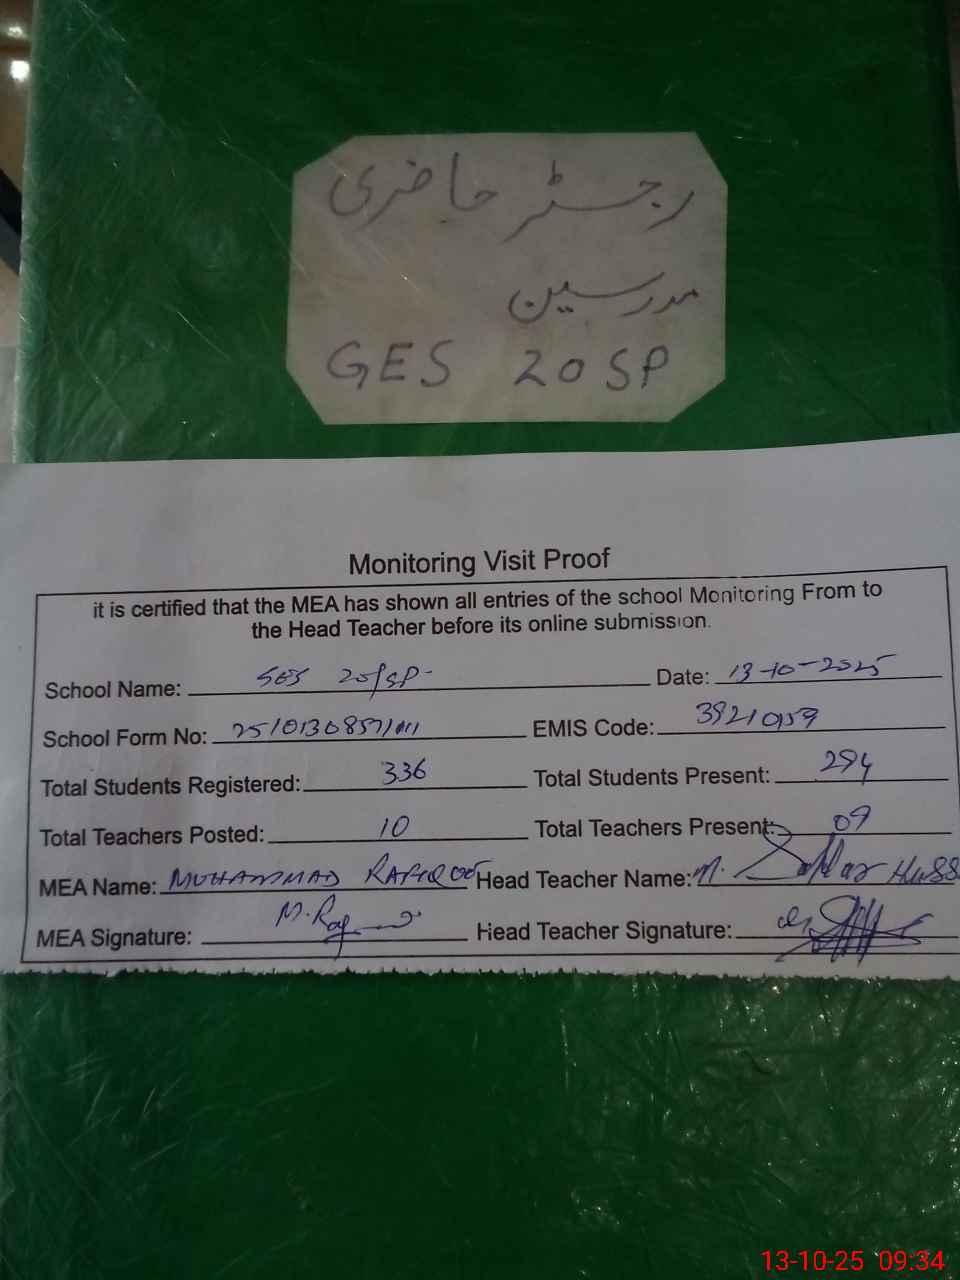 رجسٹر حاضری
مدرسین
GES 20 SP
Monitoring Visit Proof
it is certified that the MEA has shown all entries of the school Monitoring From to
the Head Teacher before its online submission.
School Name: GES 20/SP Date: 13-10-2025
School Form No: EMIS Code:
Total Students Registered: 336 Total Students Present: 294
Total Teachers Posted: 10 Total Teachers Present: 09
MEA Name: MUHAMMAD Head Teacher Name: M.
MEA Signature: Head Teacher Signature:
13-10-25 09:34